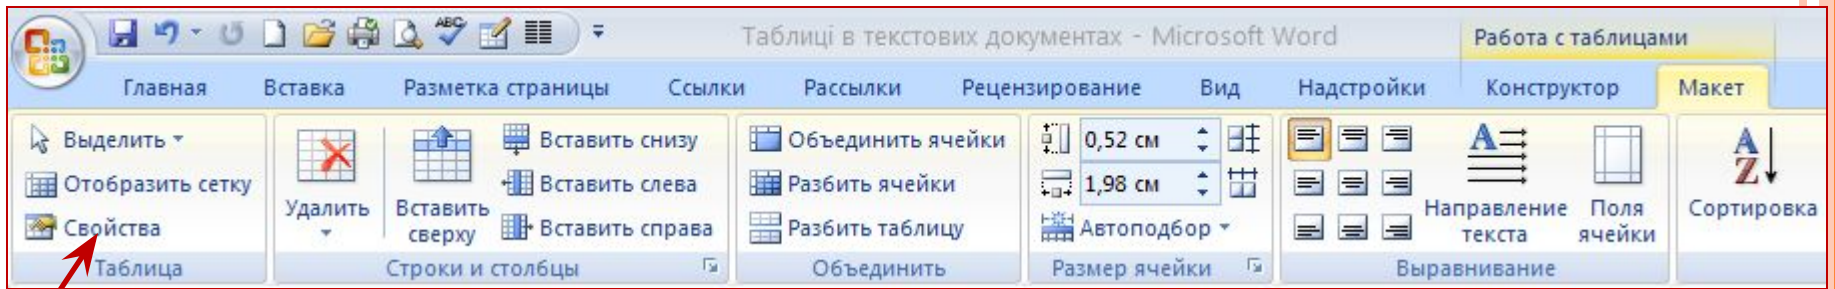 ABC
Таблиці в текстових документах - Microsoft Word
Работа с таблицами
Главная Вставка Разметка страницы Ссылки Рассылки Рецензирование Вид Надстройки Конструктор Макет
Выделить
Отобразить сетку
Свойства
Таблица
Удалить
Вставить
сверху
Вставить снизу
Вставить слева
Вставить справа
Строки и столбцы
Объединить ячейки
Разбить ячейки
Разбить таблицу
Объединить
0,52 см
1,98 см
Автоподбор
Размер ячейки
A
Направление
текста
Поля
ячейки
Выравнивание
A
Z
Сортировка